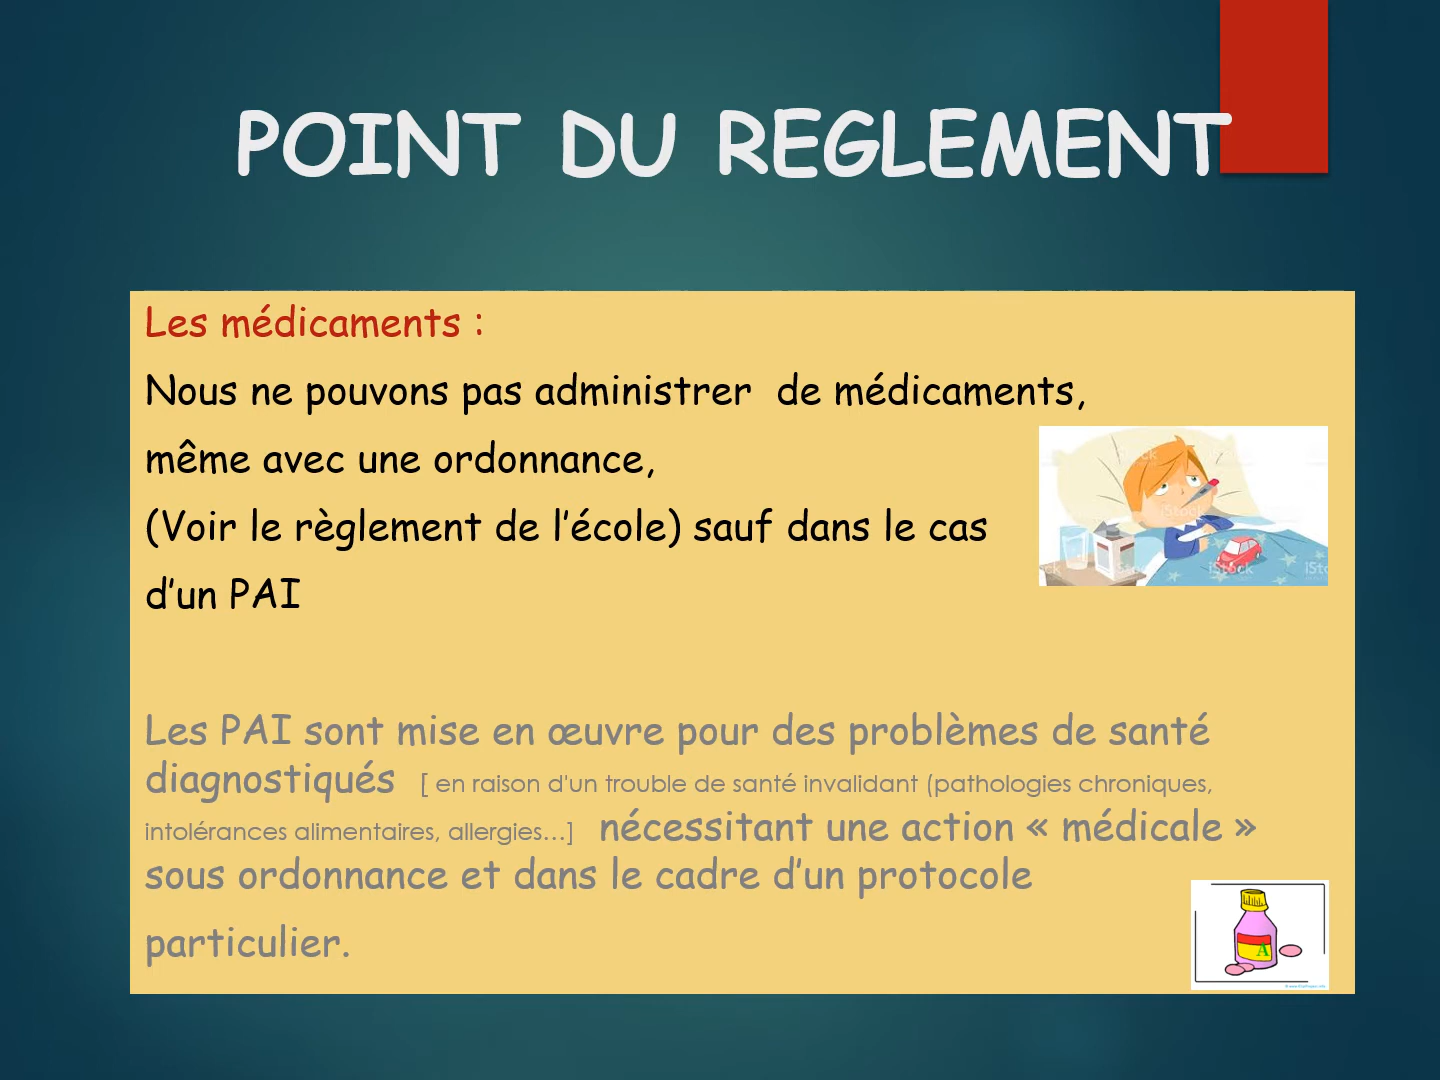 POINT DU REGLEMENT
Les médicaments :
Nous ne pouvons pas administrer de médicaments,
même avec une ordonnance,
(Voir le règlement de l'école) sauf dans le cas
d'un PAI
Les PAI sont mise en œuvre pour des problèmes de santé
diagnostiqués [ en raison d'un trouble de santé invalidant (pathologies chroniques,
intolérances alimentaires, allergies...] nécessitant une action « médicale »
sous ordonnance et dans le cadre d'un protocole
particulier.
iStock
iStock
A